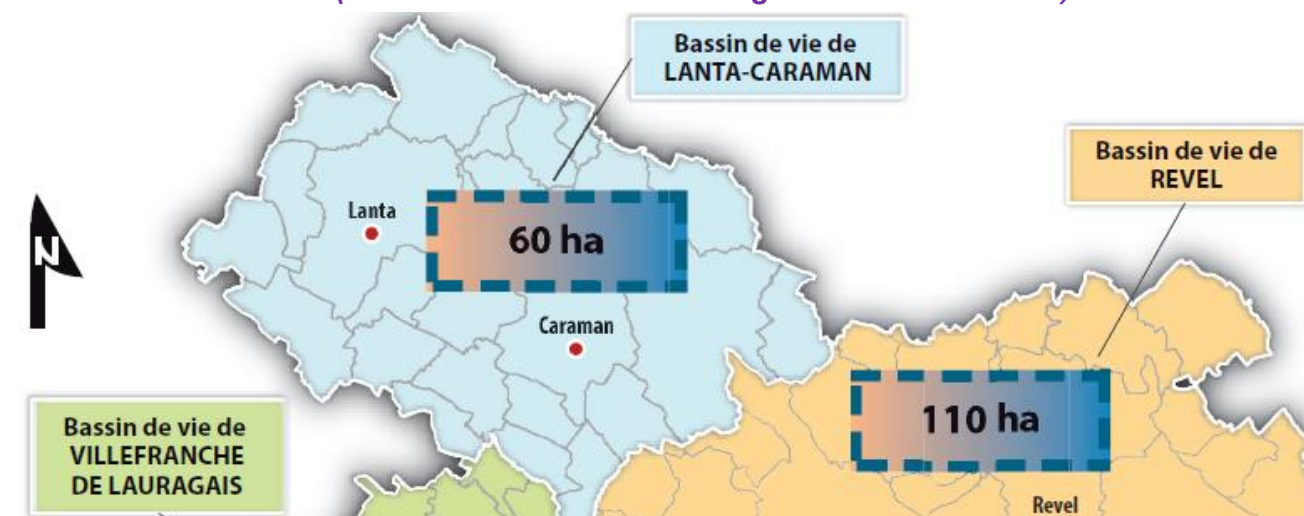 Bassin de vie de
LANTA-CARAMAN
Bassin de vie de
REVEL
N
Lanta
60 ha
Caraman
110 ha
Bassin de vie de
VILLEFRANCHE
DE LAURAGAIS
Revel